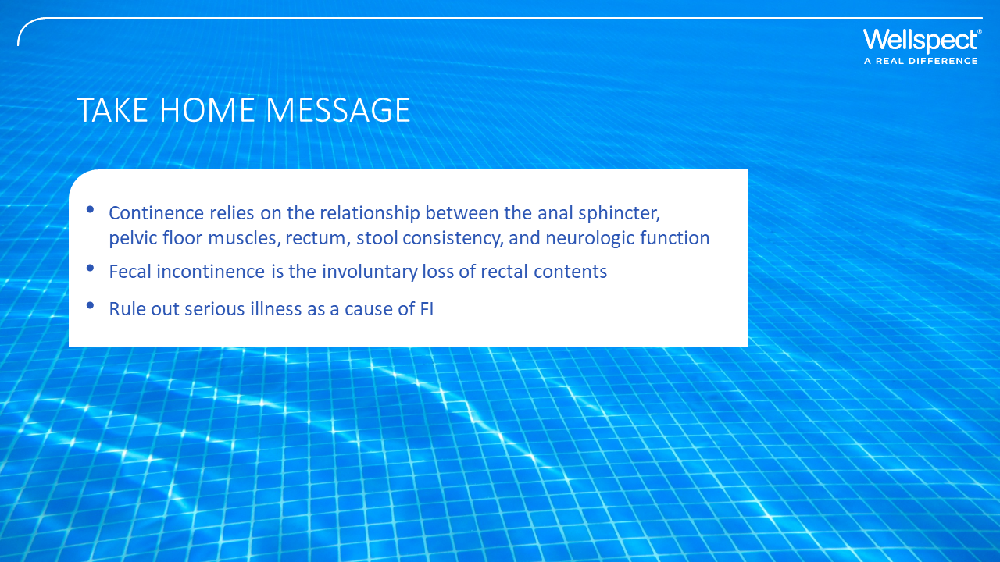 Wellspect®
A REAL DIFFERENCE
TAKE HOME MESSAGE
• Continence relies on the relationship between the anal sphincter,
pelvic floor muscles, rectum, stool consistency, and neurologic function
• Fecal incontinence is the involuntary loss of rectal contents
• Rule out serious illness as a cause of FI